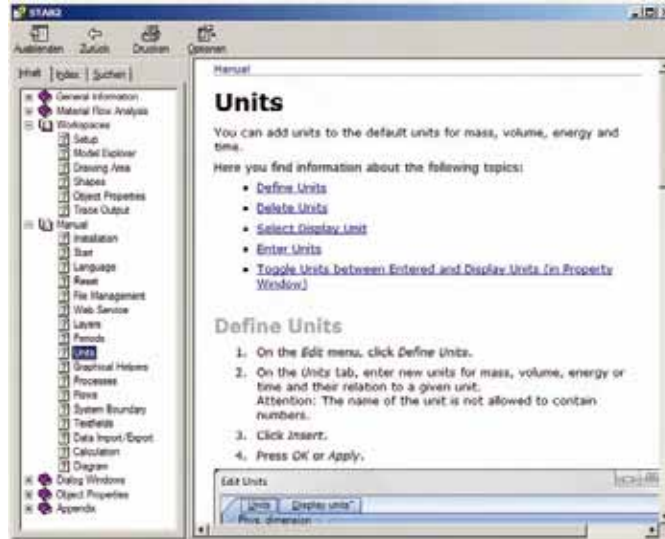 STAN2
Ausblenden Zurück Drucken Optionen
Inhalt Index Suchen
General Information
Material Flow Analysis
Workspaces
Setup
Model Explorer
Drawing Area
Shapes
Object Properties
Trace Output
Manual
Installation
Start
Language
Reset
File Management
Web Service
Layers
Periods
Units
Graphical Helpers
Processes
Flows
System Boundary
Textfields
Data Import/Export
Calculation
Diagram
Dialog Windows
Object Properties
Appendix
Manual
Units
You can add units to the default units for mass, volume, energy and
time.
Here you find information about the following topics:
• Define Units
• Delete Units
• Select Display Unit
• Enter Units
• Toggle Units between Entered and Display Units (in Property
Window)
Define Units
1. On the Edit menu, click Define Units.
2. On the Units tab, enter new units for mass, volume, energy or
time and their relation to a given unit.
Attention: The name of the unit is not allowed to contain
numbers.
3. Click Insert.
4. Press OK or Apply.
Edit Units
Units Display units
Phys. dimension